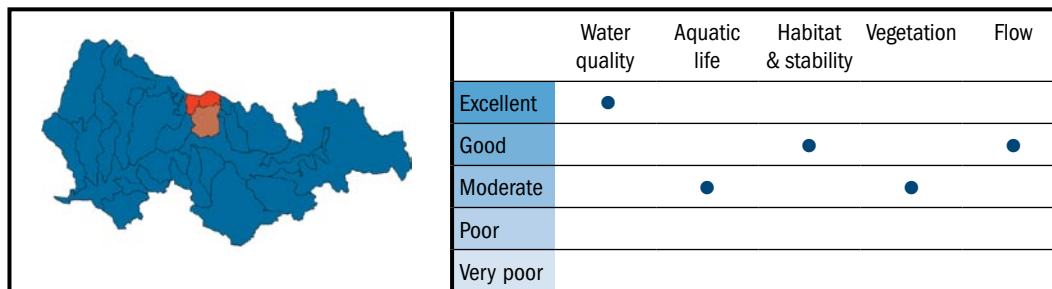 Water quality
Aquatic life
Habitat & stability
Vegetation
Flow
Excellent
Good
Moderate
Poor
Very poor